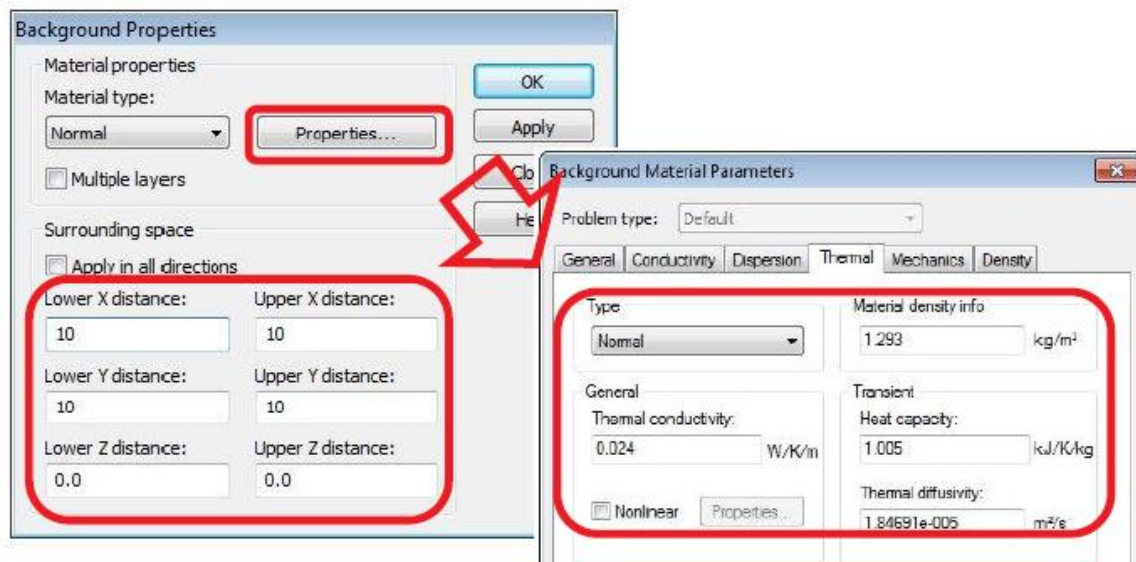 Background Properties
Material properties
Material type:
Normal
Properties...
Multiple layers
OK
Apply
Clo
He
Surrounding space
Apply in all directions
Lower X distance:
Upper X distance:
10
10
Lower Y distance:
Upper Y distance:
10
10
Lower Z distance:
Upper Z distance:
0.0
0.0
Background Material Parameters
Problem type:
Default
General
Conductivity
Dispersion
Thermal
Mechanics
Density
Type
Normal
Material density info
1.293
kg/m³
General
Thermal conductivity:
0.024
W/K/m
Nonlinear
Properties...
Transient
Heat capacity:
1.005
kJ/K/kg
Thermal diffusivity:
1.84691e-005
m²/s